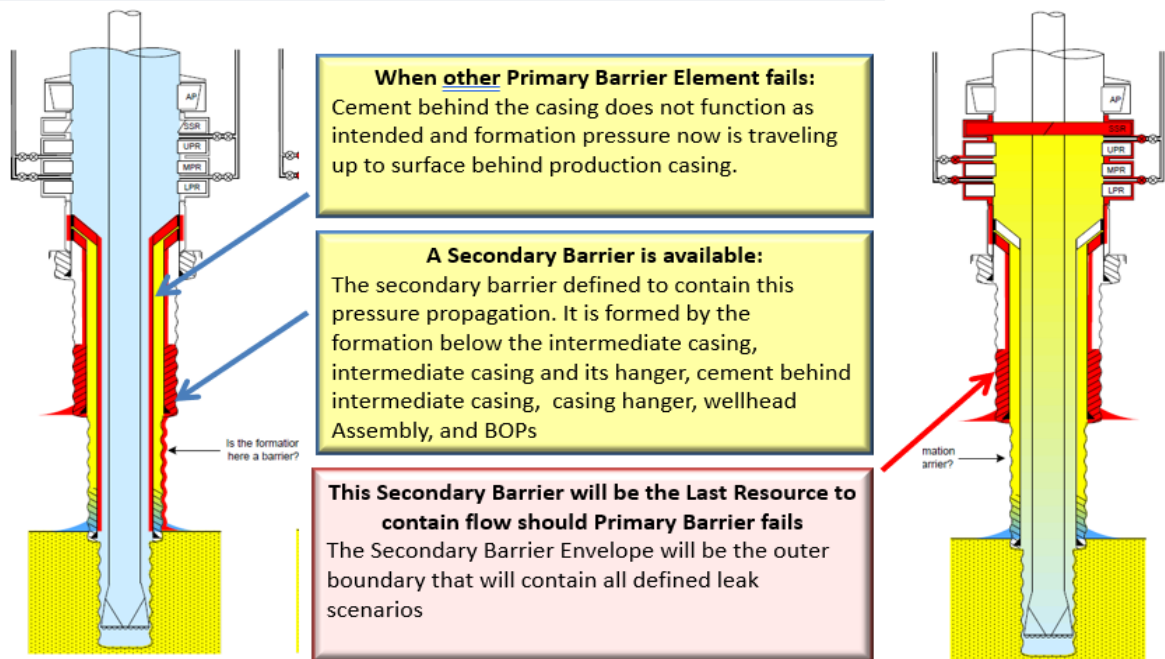 AP
SSR
UPR
MPR
LPR
Is the formation
here a barrier?
When other Primary Barrier Element fails:
Cement behind the casing does not function as
intended and formation pressure now is traveling
up to surface behind production casing.
A Secondary Barrier is available:
The secondary barrier defined to contain this
pressure propagation. It is formed by the
formation below the intermediate casing,
intermediate casing and its hanger, cement behind
intermediate casing, casing hanger, wellhead
Assembly, and BOPs
This Secondary Barrier will be the Last Resource to
contain flow should Primary Barrier fails
The Secondary Barrier Envelope will be the outer
boundary that will contain all defined leak
scenarios
AP
SSR
UPR
MPR
LPR
mation
arrier?